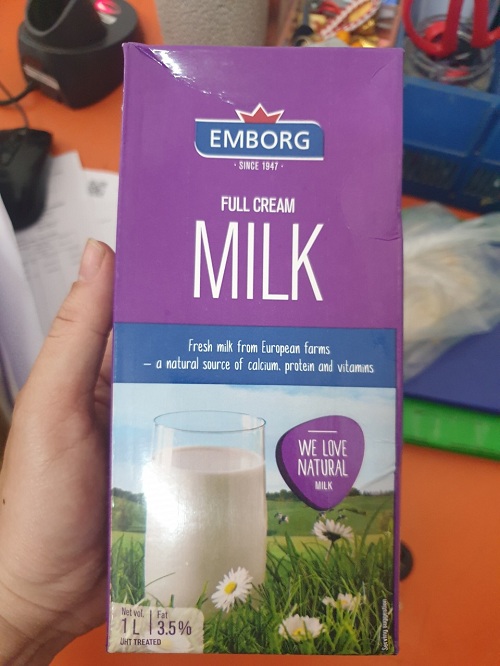 EMBORG
· SINCE 1947 ·
FULL CREAM
MILK
Fresh milk from European farms
– a natural source of calcium, protein and vitamins
WE LOVE
NATURAL
MILK
Net vol. Fat
1 L 3.5%
UHT TREATED
Serving suggestion